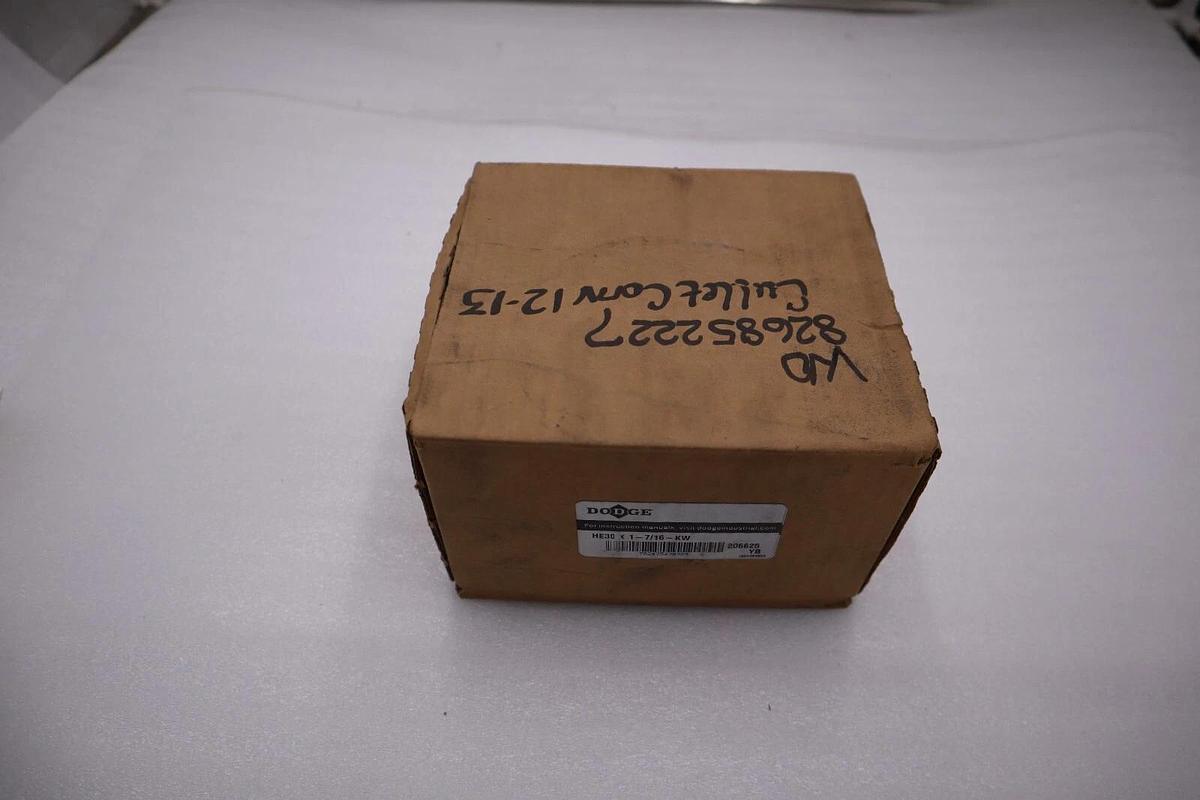 WO
826852227
Cullet Conv 12-13
DODGE
For instruction manuals, visit dodgeindustrial.com
HE30 X 1-7/16-KW
206625
YB